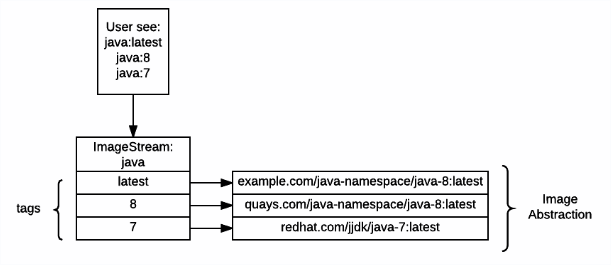 User see:
java:latest
java:8
java:7
ImageStream:
java
latest
8
7
tags
example.com/java-namespace/java-8:latest
quays.com/java-namespace/java-8:latest
redhat.com/jjdk/java-7:latest
Image
Abstraction